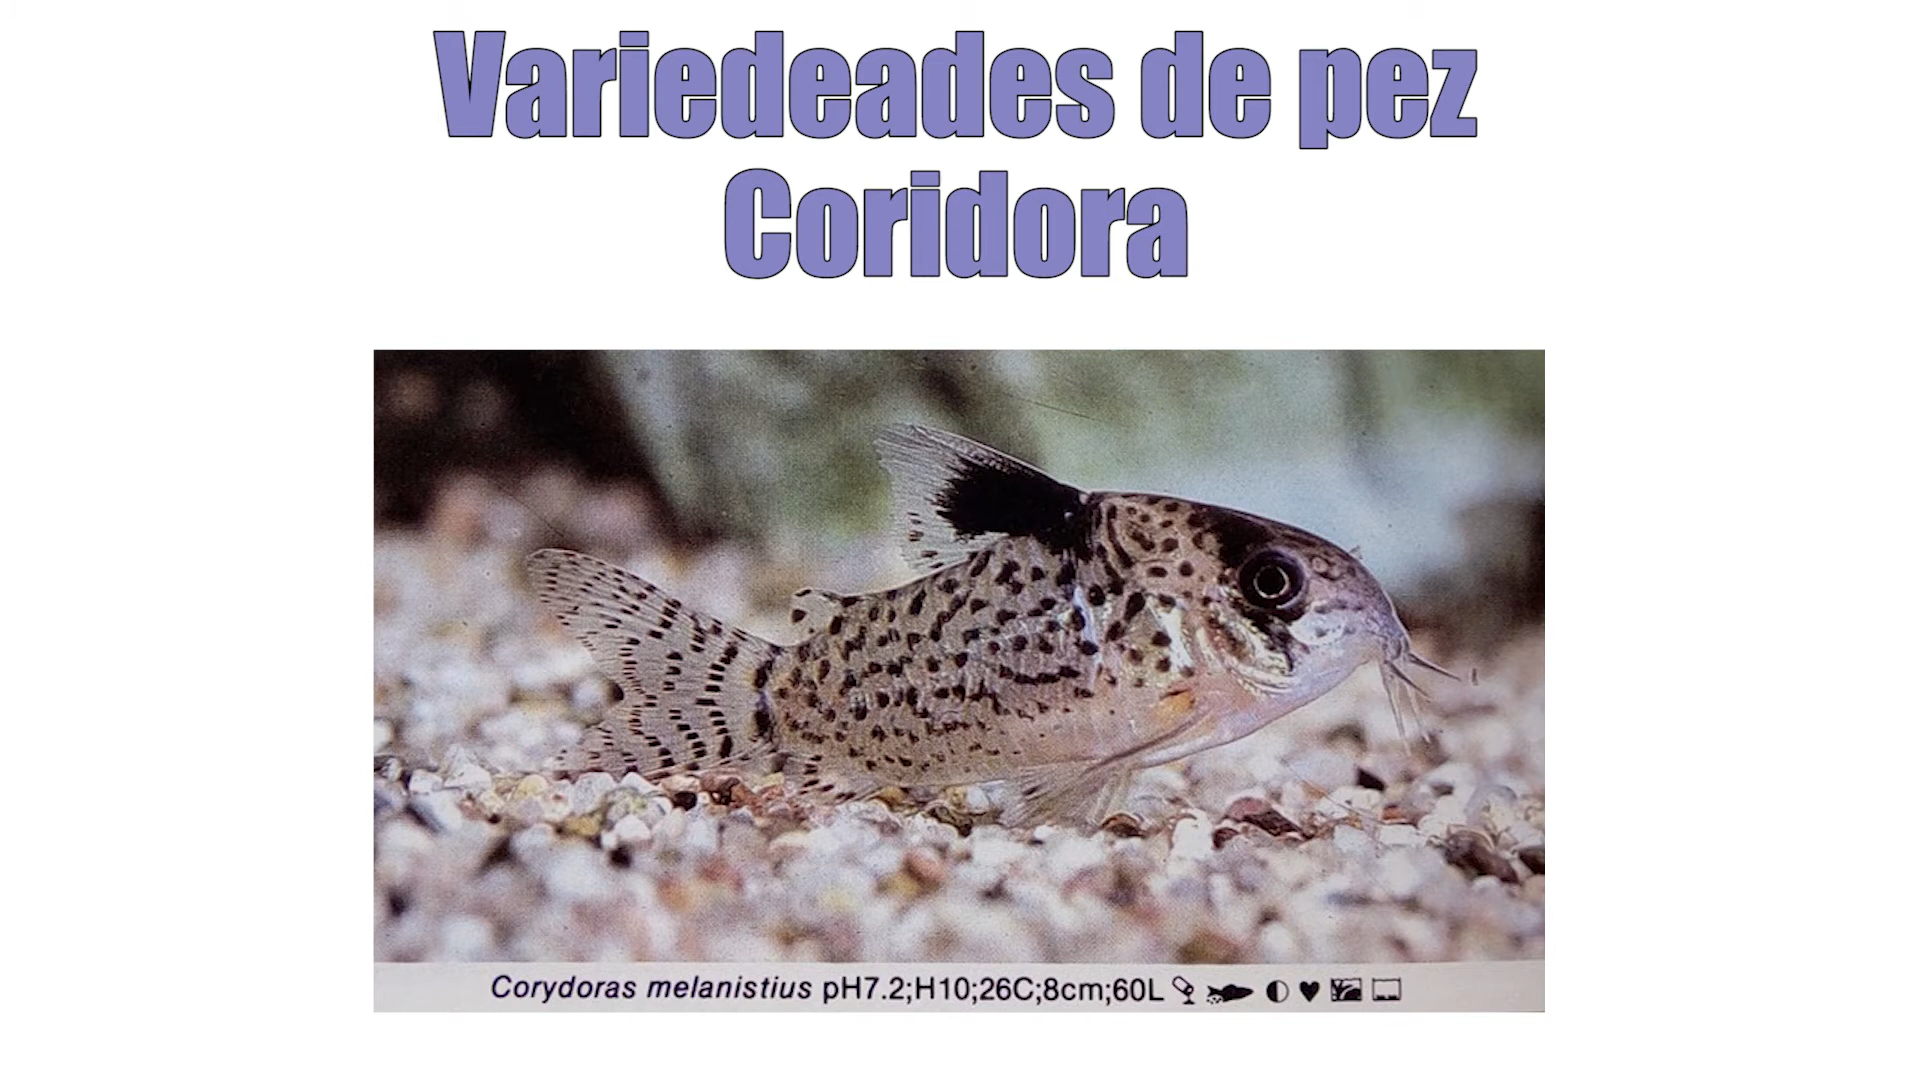 Variedeades de pez
Coridora
Corydoras melanistius pH7.2;H10;26C;8cm;60L